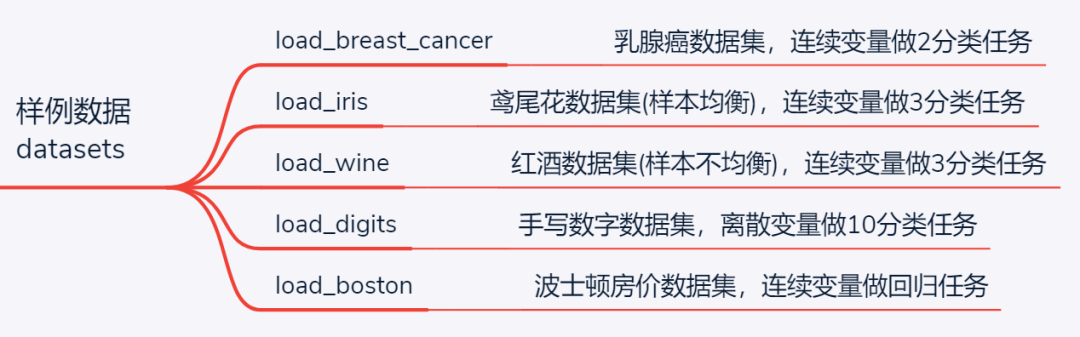 样例数据
datasets
load_breast_cancer 乳腺癌数据集，连续变量做2分类任务
load_iris 鸢尾花数据集(样本均衡)，连续变量做3分类任务
load_wine 红酒数据集(样本不均衡)，连续变量做3分类任务
load_digits 手写数字数据集，离散变量做10分类任务
load_boston 波士顿房价数据集，连续变量做回归任务